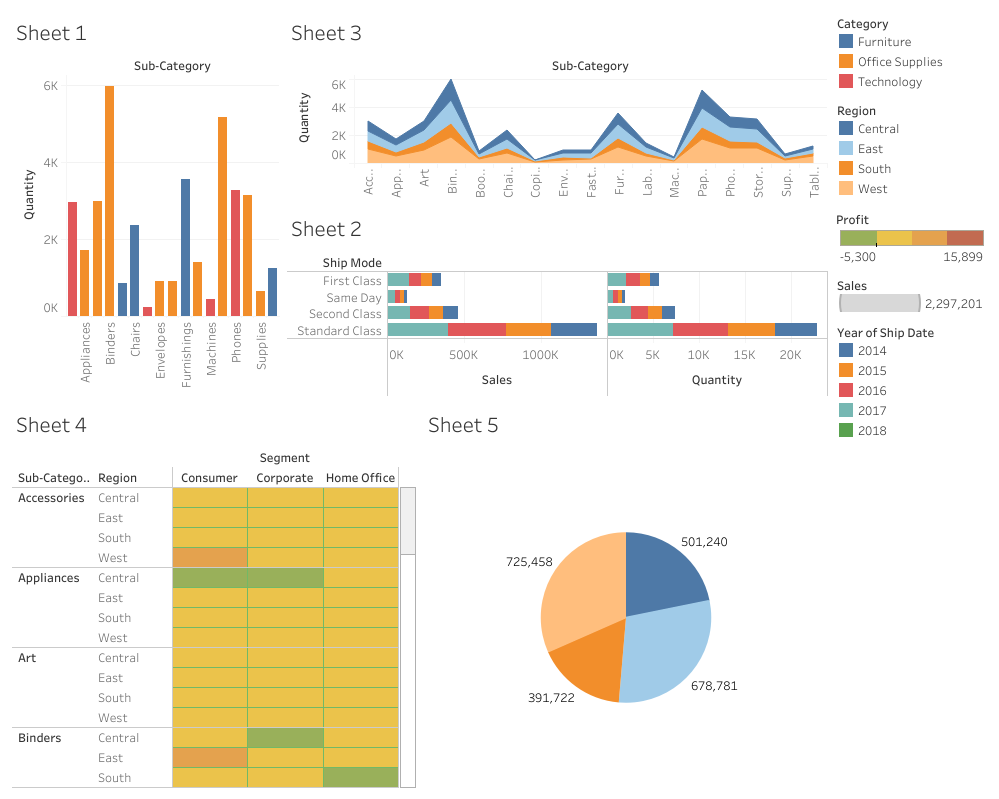 Sheet 1
Sub-Category
Quantity
6K
4K
2K
0K
Appliances
Binders
Chairs
Envelopes
Furnishings
Machines
Phones
Supplies
Sheet 3
Sub-Category
Quantity
6K
4K
2K
0K
Acc..
App..
Art
Bin..
Boo..
Chai..
Copi..
Env..
Fast..
Fur..
Lab..
Mac..
Pap..
Pho..
Stor..
Sup..
Tabl..
Sheet 2
Ship Mode
First Class
Same Day
Second Class
Standard Class
0K 500K 1000K
Sales
0K 5K 10K 15K 20K
Quantity
Category
Furniture
Office Supplies
Technology
Region
Central
East
South
West
Profit
-5,300 15,899
Sales
2,297,201
Year of Ship Date
2014
2015
2016
2017
2018
Sheet 4
Segment
Sub-Catego.. Region Consumer Corporate Home Office
Accessories Central
East
South
West
Appliances Central
East
South
West
Art Central
East
South
West
Binders Central
East
South
Sheet 5
501,240
725,458
678,781
391,722